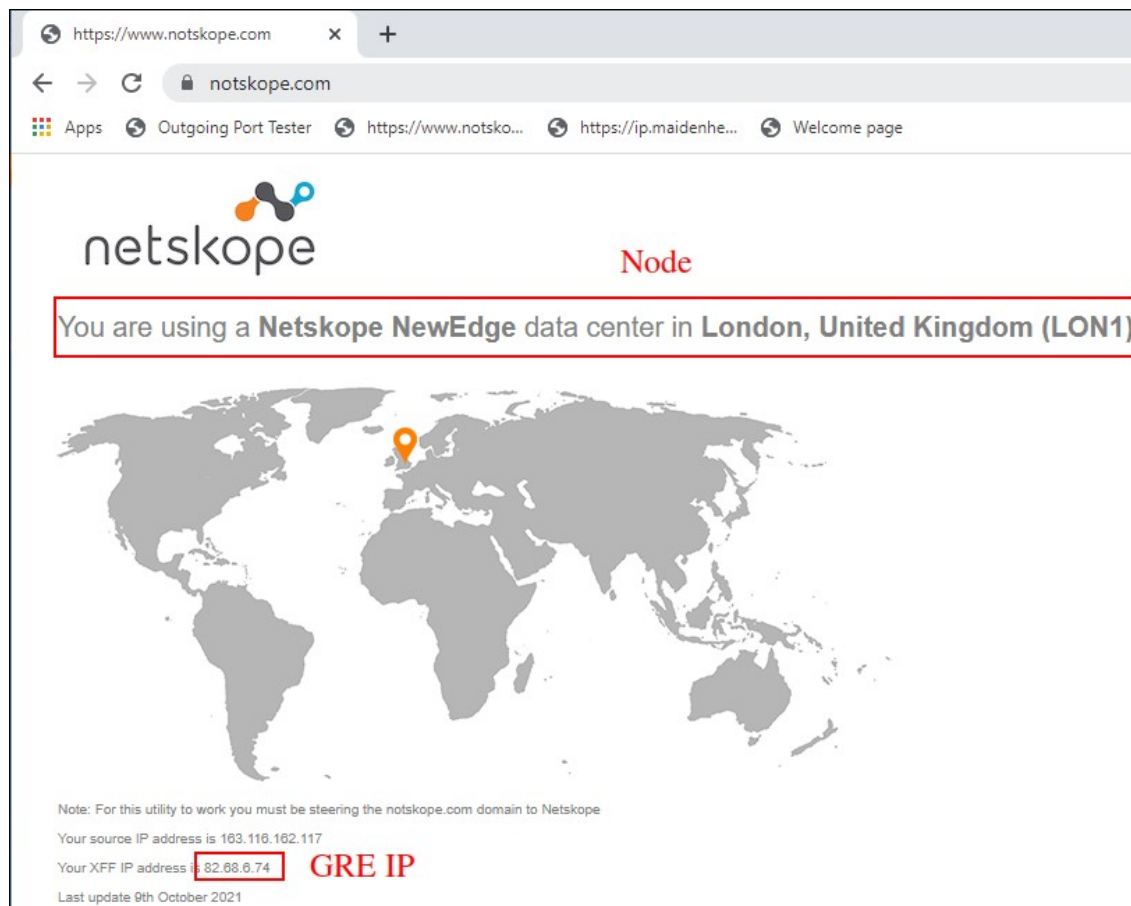 https://www.notskope.com
notskope.com
Apps Outgoing Port Tester https://www.notsko... https://ip.maidenhe... Welcome page
netskope
Node
You are using a Netskope NewEdge data center in London, United Kingdom (LON1)
Note: For this utility to work you must be steering the notskope.com domain to Netskope
Your source IP address is 163.116.162.117
Your XFF IP address is 82.68.6.74 GRE IP
Last update 9th October 2021